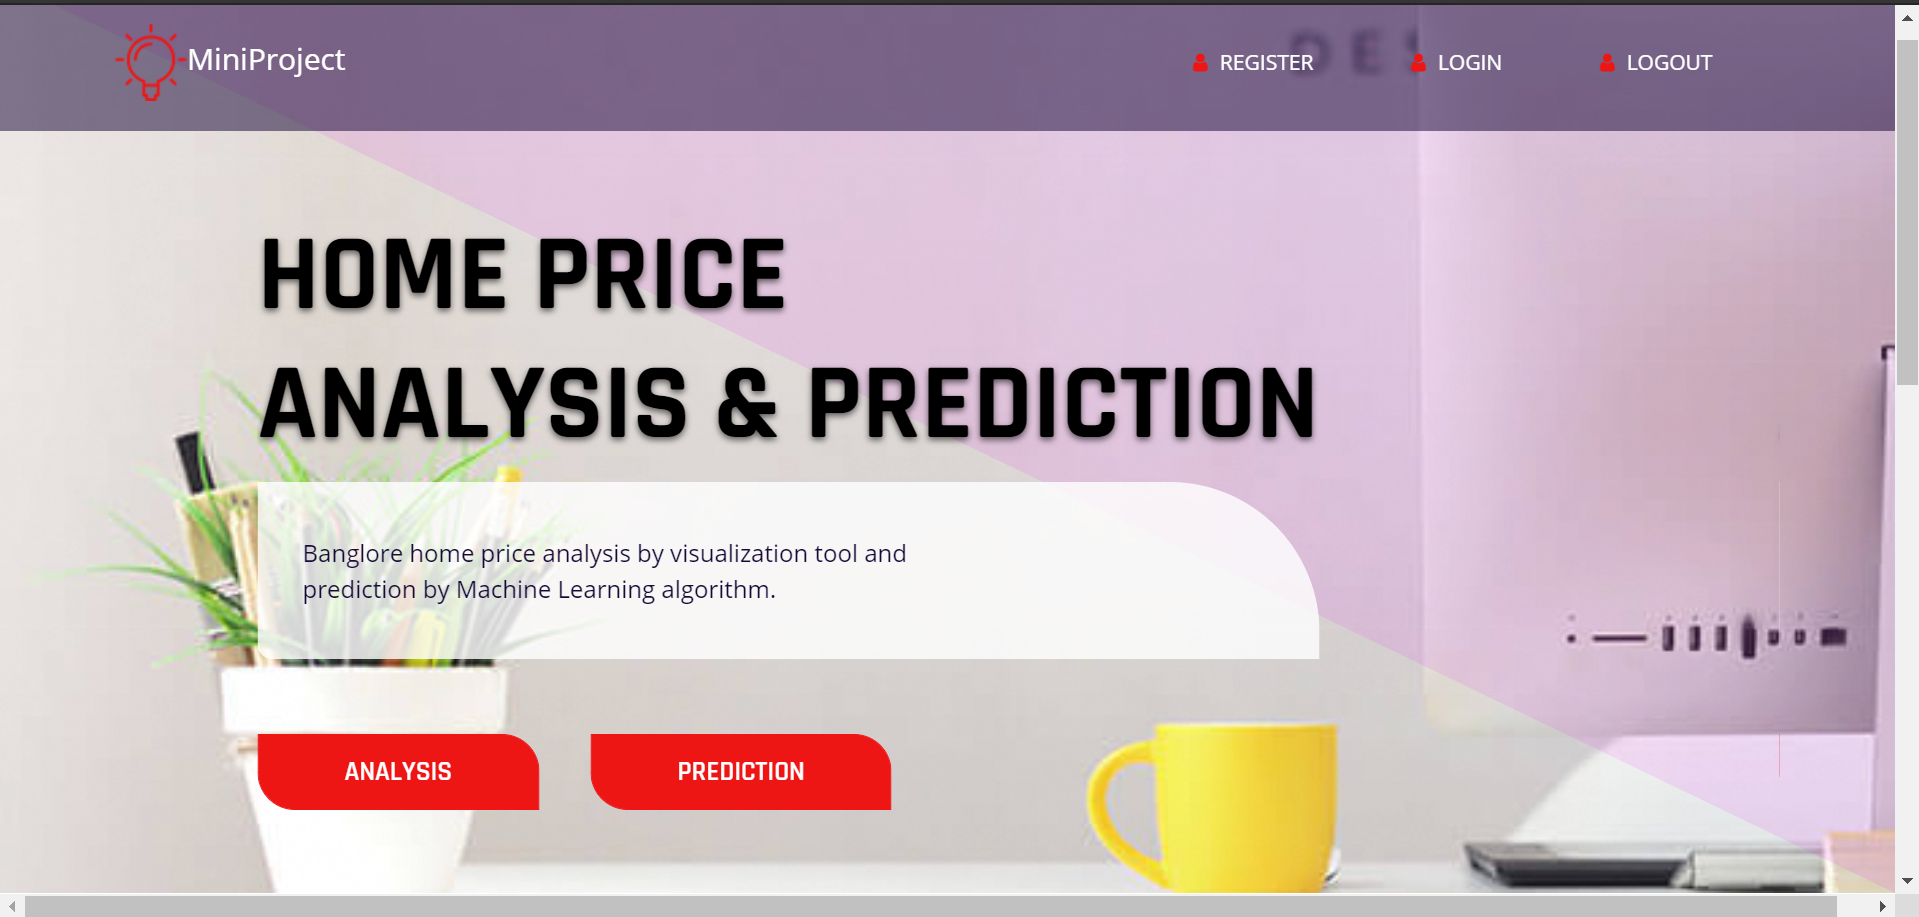 MiniProject
REGISTER
LOGIN
LOGOUT
HOME PRICE
ANALYSIS & PREDICTION
Banglore home price analysis by visualization tool and
prediction by Machine Learning algorithm.
ANALYSIS
PREDICTION